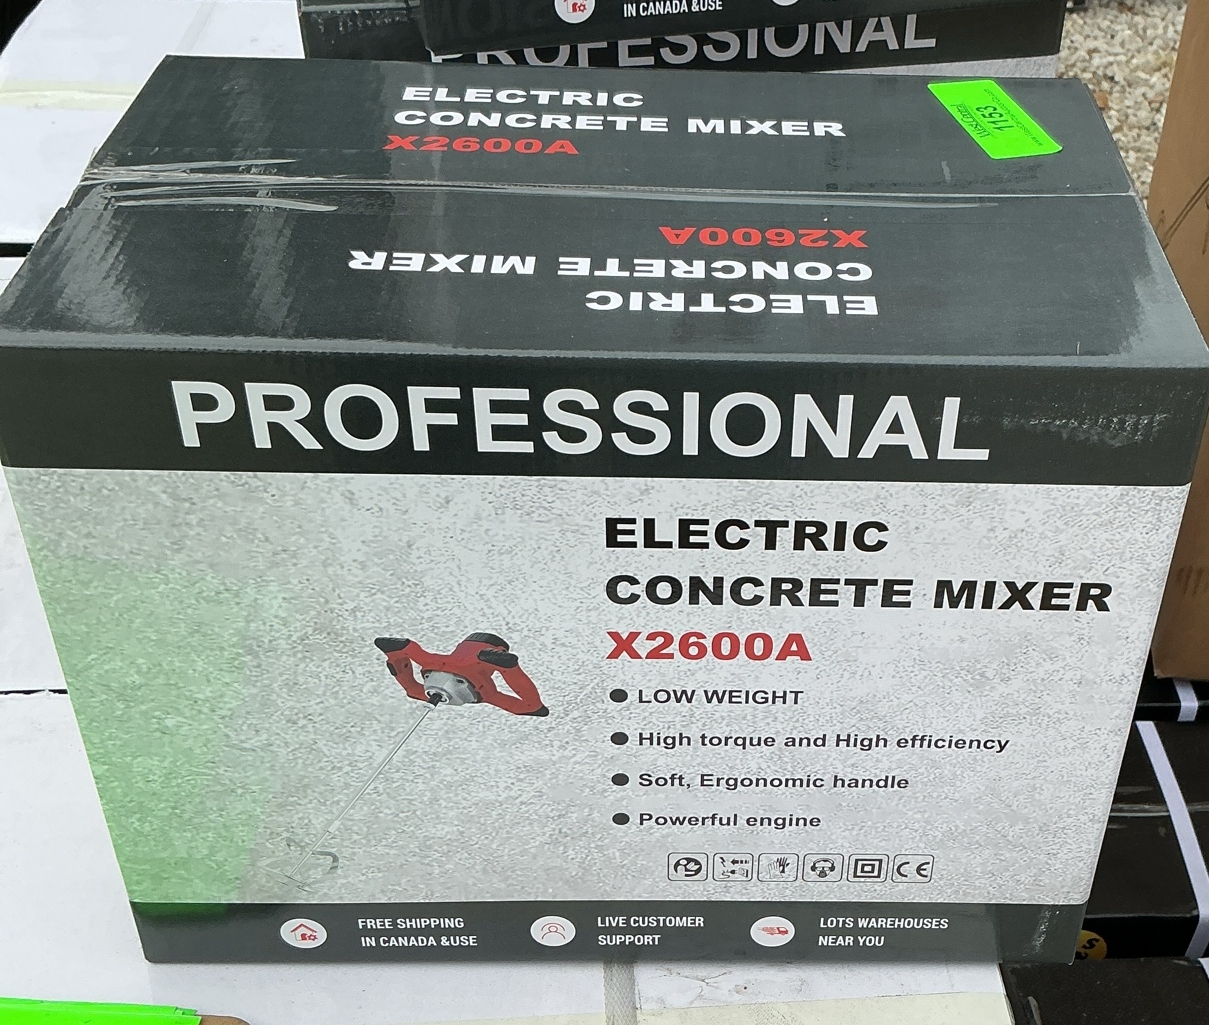 IN CANADA &USE
PROFESSIONAL
ELECTRIC
CONCRETE MIXER
X2600A
1153
X2600A
CONCRETE MIXER
ELECTRIC
PROFESSIONAL
ELECTRIC
CONCRETE MIXER
X2600A
● LOW WEIGHT
● High torque and High efficiency
● Soft, Ergonomic handle
● Powerful engine
CE
FREE SHIPPING
IN CANADA &USE
LIVE CUSTOMER
SUPPORT
LOTS WAREHOUSES
NEAR YOU